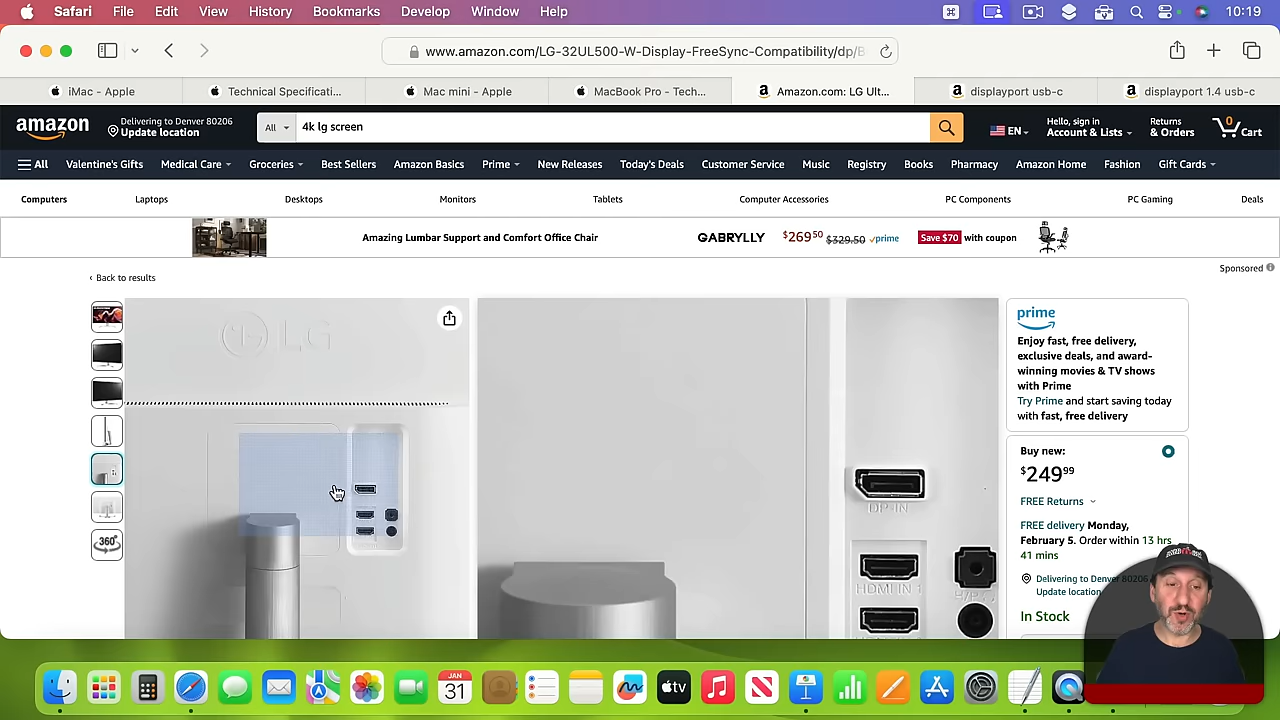 Safari File Edit View History Bookmarks Develop Window Help 10:19
www.amazon.com/LG-32UL500-W-Display-FreeSync-Compatibility/dp/B
iMac - Apple
Technical Specificati...
Mac mini - Apple
MacBook Pro - Tech...
Amazon.com: LG Ult...
displayport usb-c
displayport 1.4 usb-c
amazon
Delivering to Denver 80206
Update location
All
4k lg screen
EN
Hello, sign in
Account & Lists
Returns
& Orders
0
Cart
All Valentine's Gifts Medical Care Groceries Best Sellers Amazon Basics Prime New Releases Today's Deals Customer Service Music Registry Pharmacy Books Amazon Home Fashion Gift Cards
Computers Laptops Desktops Monitors Tablets Computer Accessories PC Components PC Gaming Deals
Amazing Lumbar Support and Comfort Office Chair GABRYLLY $269.50 $329.50 prime Save $70 with coupon
Sponsored
‹ Back to results
LG
DP IN
HDMI IN 1
prime
Enjoy fast, free delivery,
exclusive deals, and award-
winning movies & TV shows
with Prime
Try Prime and start saving today
with fast, free delivery
Buy new:
$249.99
FREE Returns
FREE delivery Monday,
February 5. Order within 13 hrs
41 mins
Delivering to Denver 80206
Update location
In Stock
JAN
31
tv